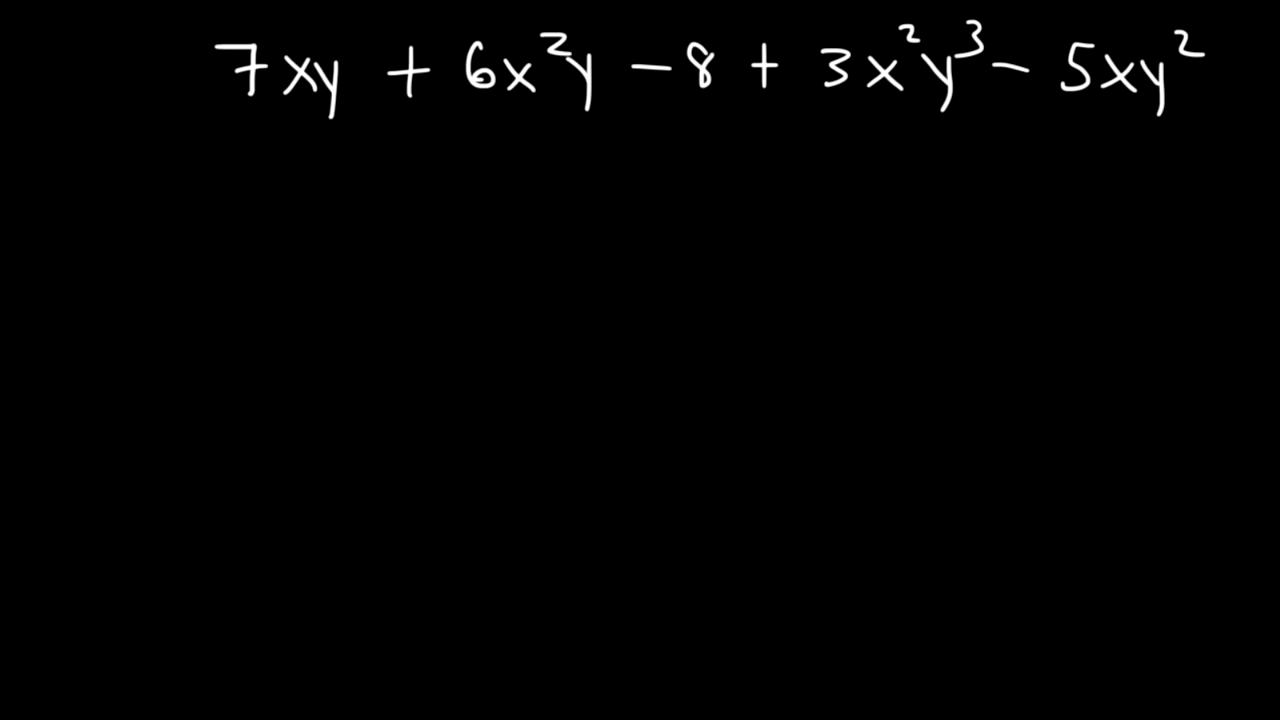 7xy + 6x²y - 8 + 3x²y³ - 5xy²